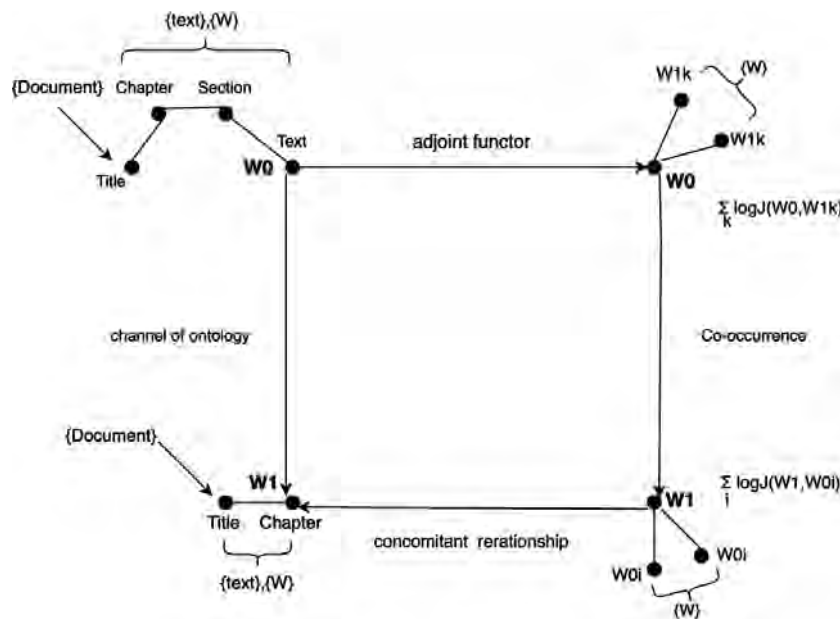 {text},{W}
{Document}
Chapter
Section
Text
Title
W0
adjoint functor
W1k
{W}
W1k
W0
Σ logJ(W0,W1k)
k
channel of ontology
Co-occurrence
{Document}
W1
Title
Chapter
{text},{W}
concomitant rerationship
W1
Σ logJ(W1,W0i)
i
W0i
W0i
{W}